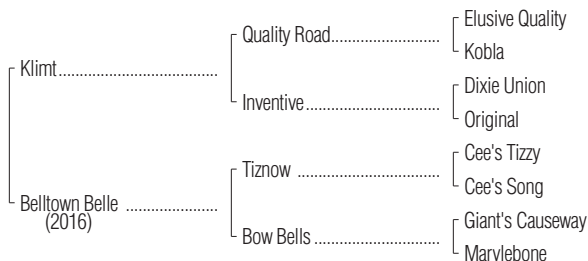 Elusive Quality
Quality Road
Kobla
Klimt
Dixie Union
Inventive
Original
Cee's Tizzy
Tiznow
Cee's Song
Belltown Belle
(2016)
Giant's Causeway
Bow Bells
Marylebone